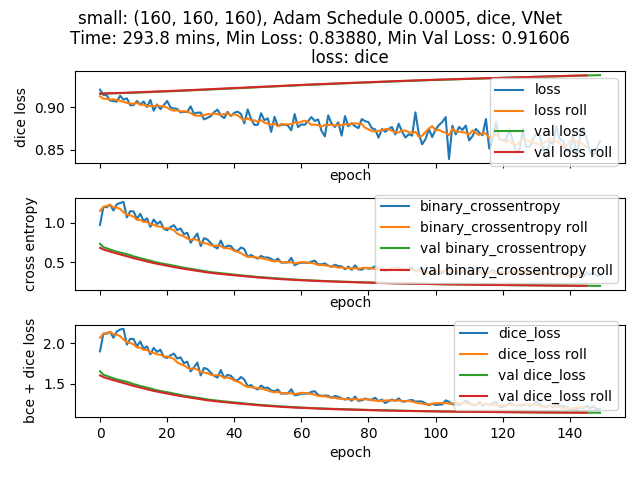 small: (160, 160, 160), Adam Schedule 0.0005, dice, VNet
Time: 293.8 mins, Min Loss: 0.83880, Min Val Loss: 0.91606
loss: dice
dice loss
0.90
0.85
loss
loss roll
val loss
val loss roll
epoch
cross entropy
1.0
0.5
binary_crossentropy
binary_crossentropy roll
val binary_crossentropy
val binary_crossentropy roll
epoch
bce + dice loss
2.0
1.5
dice_loss
dice_loss roll
val dice_loss
val dice_loss roll
0 20 40 60 80 100 120 140
epoch